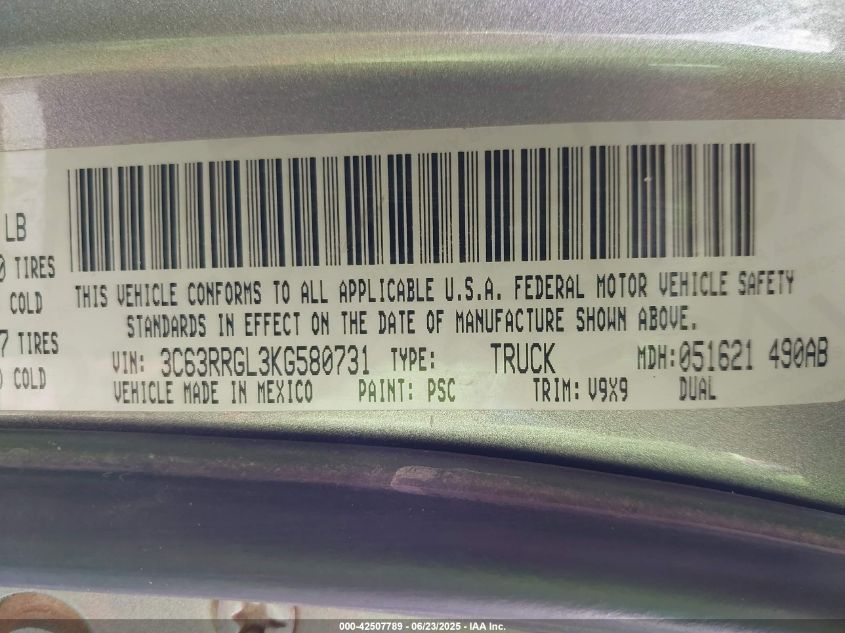 LB
TIRES
COLD
7 TIRES
COLD
THIS VEHICLE CONFORMS TO ALL APPLICABLE U.S.A. FEDERAL MOTOR VEHICLE SAFETY
STANDARDS IN EFFECT ON THE DATE OF MANUFACTURE SHOWN ABOVE.
VIN: 3C63RRGL3KG580731 TYPE: TRUCK MDH:051621 490AB
VEHICLE MADE IN MEXICO PAINT: PSC TRIM: V9X9 DUAL
000-42507789 - 06/23/2025 - IAA Inc.